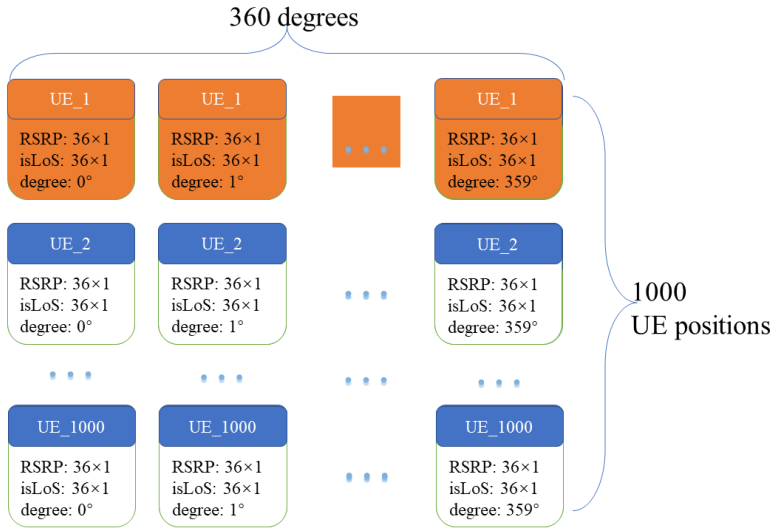 360 degrees
UE_1
RSRP: 36×1
isLoS: 36×1
degree: 0°
UE_1
RSRP: 36×1
isLoS: 36×1
degree: 1°
UE_1
RSRP: 36×1
isLoS: 36×1
degree: 359°
UE_2
RSRP: 36×1
isLoS: 36×1
degree: 0°
UE_2
RSRP: 36×1
isLoS: 36×1
degree: 1°
UE_2
RSRP: 36×1
isLoS: 36×1
degree: 359°
1000
UE positions
UE_1000
RSRP: 36×1
isLoS: 36×1
degree: 0°
UE_1000
RSRP: 36×1
isLoS: 36×1
degree: 1°
UE_1000
RSRP: 36×1
isLoS: 36×1
degree: 359°